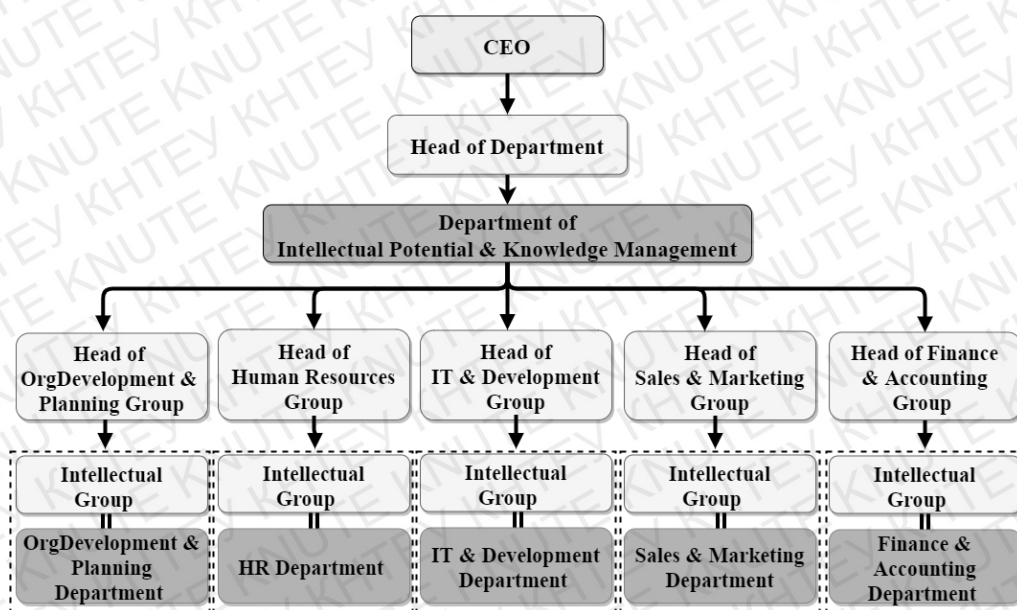 CEO
Head of Department
Department of
Intellectual Potential & Knowledge Management
Head of
OrgDevelopment &
Planning Group
Head of
Human Resources
Group
Head of
IT & Development
Group
Head of
Sales & Marketing
Group
Head of Finance
& Accounting
Group
Intellectual
Group
Intellectual
Group
Intellectual
Group
Intellectual
Group
Intellectual
Group
OrgDevelopment &
Planning
Department
HR Department
IT & Development
Department
Sales & Marketing
Department
Finance &
Accounting
Department
KNUTE КНТЕУ